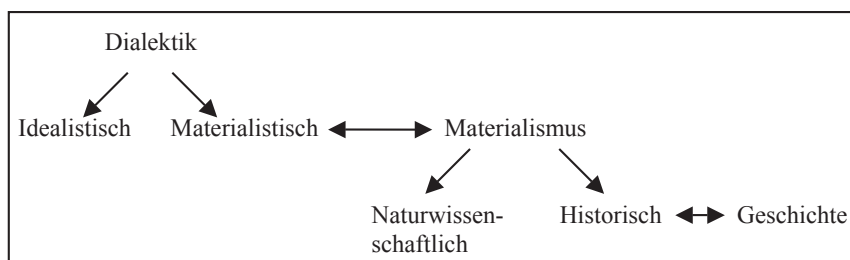 Dialektik
Idealistisch Materialistisch Materialismus
Naturwissen- Historisch Geschichte
schaftlich